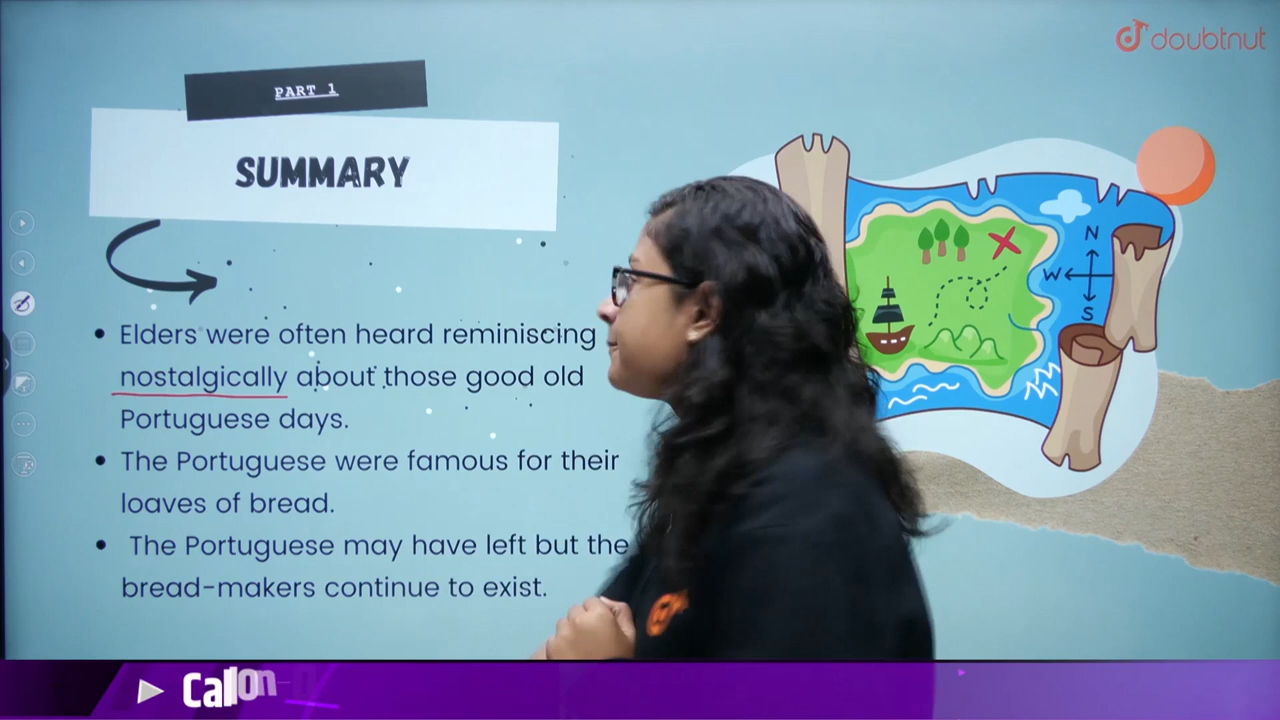 doubtnut
PART 1
SUMMARY
N
W
S
• Elders were often heard reminiscing
nostalgically about those good old
Portuguese days.
• The Portuguese were famous for their
loaves of bread.
• The Portuguese may have left but the
bread-makers continue to exist.